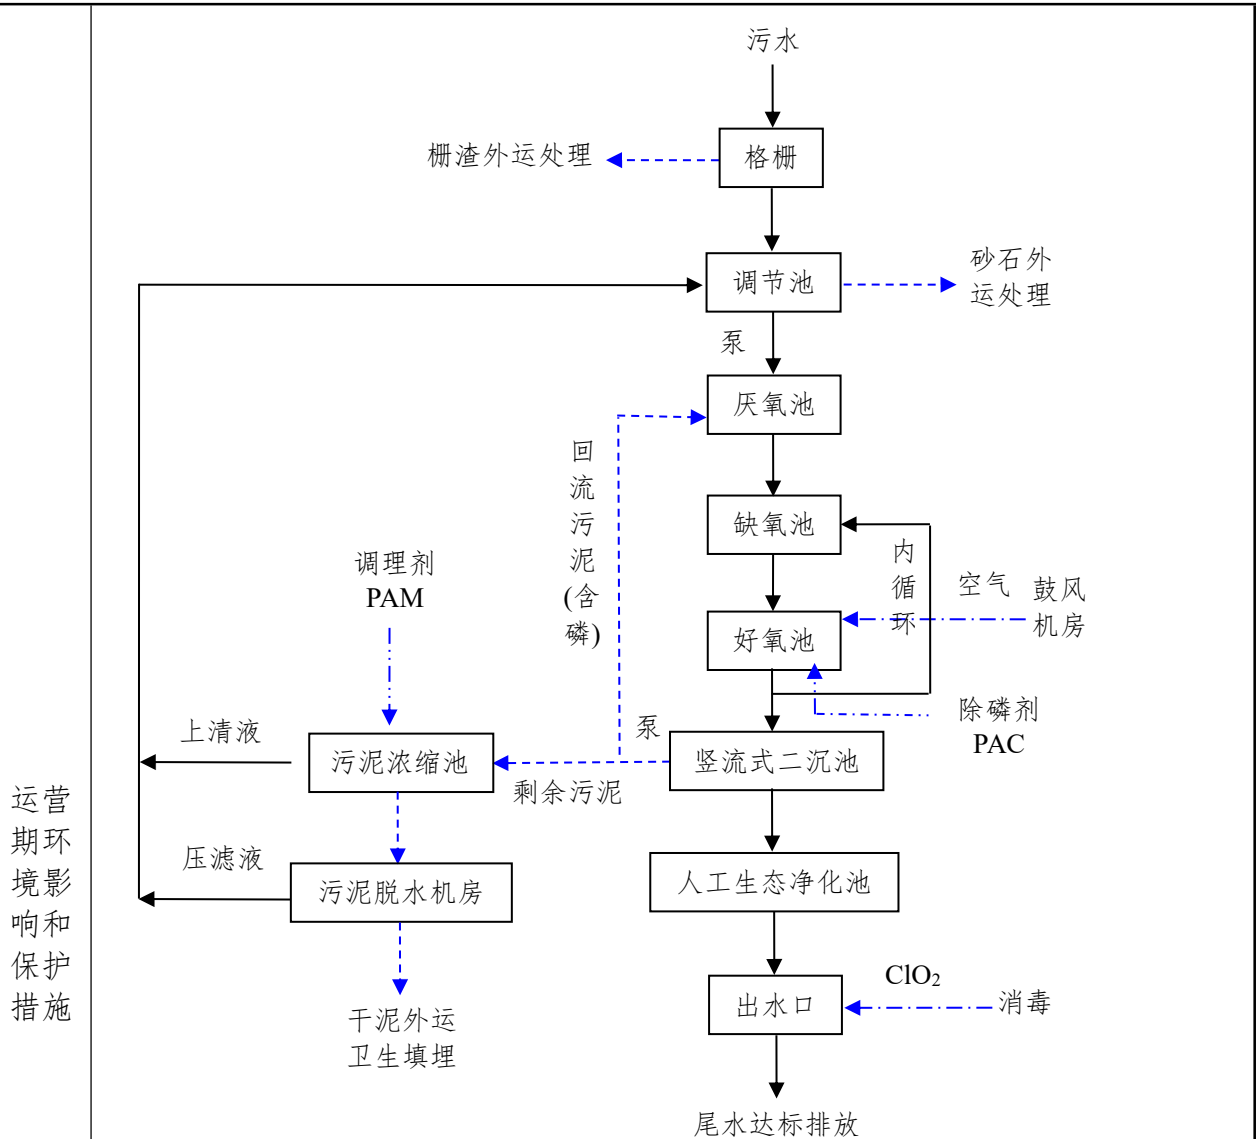 污水
栅渣外运处理
格栅
调节池
砂石外
运处理
泵
厌氧池
回
流
污
泥
(含
磷)
缺氧池
内
循
环
空气
鼓风
机房
调理剂
PAM
好氧池
除磷剂
PAC
上清液
污泥浓缩池
泵
剩余污泥
竖流式二沉池
运营
期环
境影
响和
保护
措施
压滤液
污泥脱水机房
人工生态净化池
干泥外运
卫生填埋
出水口
ClO₂
消毒
尾水达标排放